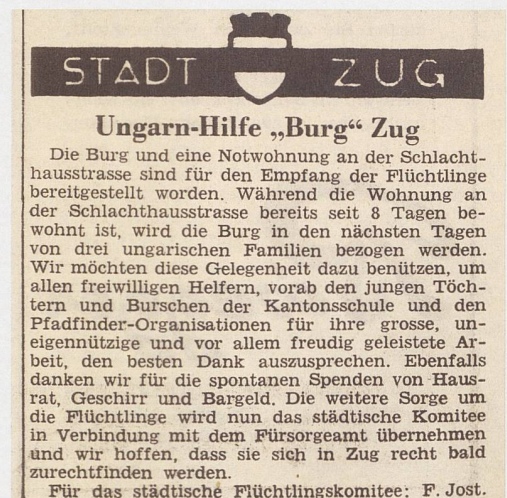 STADT ZUG
Ungarn-Hilfe „Burg“ Zug
Die Burg und eine Notwohnung an der Schlacht-
hausstrasse sind für den Empfang der Flüchtlinge
bereitgestellt worden. Während die Wohnung an
der Schlachthausstrasse bereits seit 8 Tagen be-
wohnt ist, wird die Burg in den nächsten Tagen
von drei ungarischen Familien bezogen werden.
Wir möchten diese Gelegenheit dazu benützen, um
allen freiwilligen Helfern, vorab den jungen Töch-
tern und Burschen der Kantonsschule und den
Pfadfinder-Organisationen für ihre grosse, un-
eigennützige und vor allem freudig geleistete Ar-
beit, den besten Dank auszusprechen. Ebenfalls
danken wir für die spontanen Spenden von Haus-
rat, Geschirr und Bargeld. Die weitere Sorge um
die Flüchtlinge wird nun das städtische Komitee
in Verbindung mit dem Fürsorgeamt übernehmen
und wir hoffen, dass sie sich in Zug recht bald
zurechtfinden werden.
Für das städtische Flüchtlingskomitee: F. Jost.